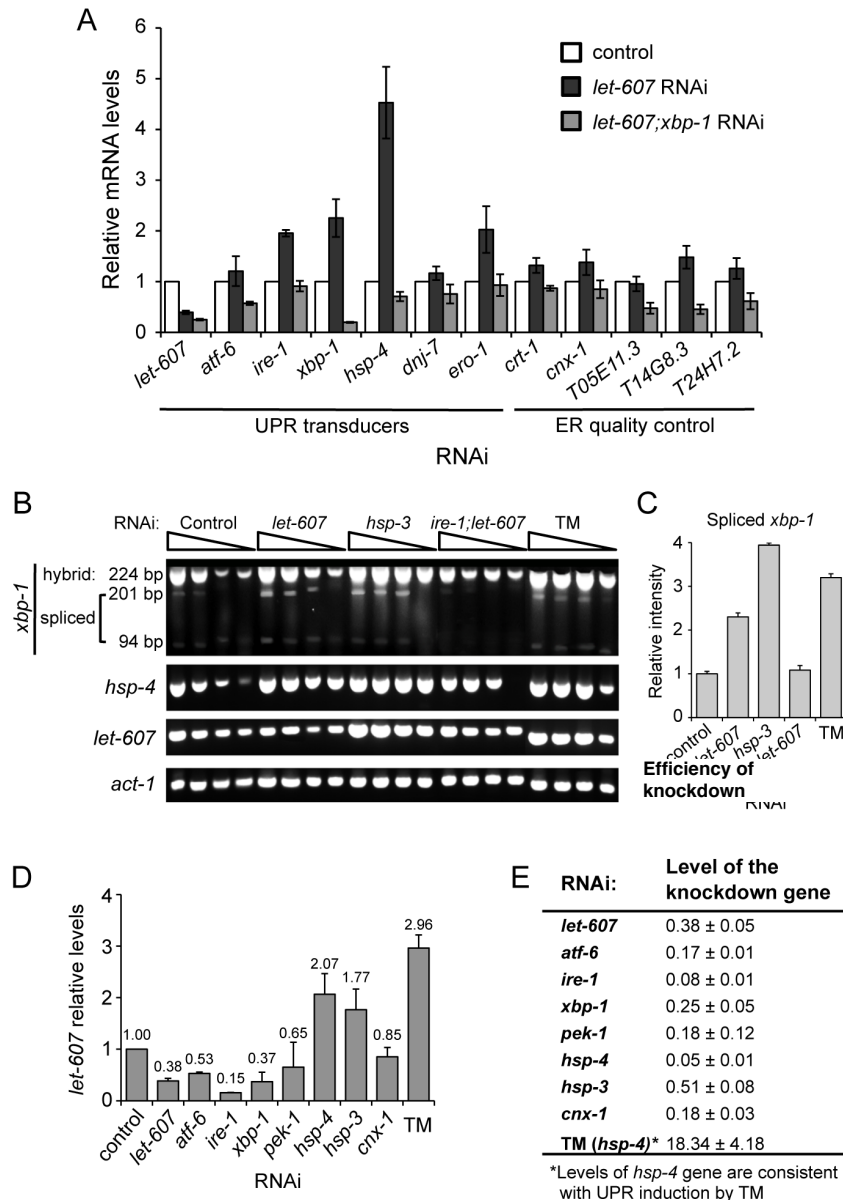 A
Relative mRNA levels
6
5
4
3
2
1
0
control
let-607 RNAi
let-607;xbp-1 RNAi
let-607
atf-6
ire-1
xbp-1
hsp-4
dnj-7
ero-1
crt-1
cnx-1
T05E11.3
T14G8.3
T24H7.2
UPR transducers
ER quality control
RNAi
B
RNAi: Control let-607 hsp-3 ire-1;let-607 TM
xbp-1
hybrid: 224 bp
201 bp
spliced
94 bp
hsp-4
let-607
act-1
C
Spliced xbp-1
Relative intensity
4
3
2
1
0
control
let-607
hsp-3
let-607
TM
Efficiency of
knockdown
RNAi
D
let-607 relative levels
4
3
2
1
0
1.00
0.38
0.53
0.15
0.37
0.65
2.07
1.77
0.85
2.96
control
let-607
atf-6
ire-1
xbp-1
pek-1
hsp-4
hsp-3
cnx-1
TM
RNAi
E
RNAi: Level of the
knockdown gene
let-607 0.38 ± 0.05
atf-6 0.17 ± 0.01
ire-1 0.08 ± 0.01
xbp-1 0.25 ± 0.05
pek-1 0.18 ± 0.12
hsp-4 0.05 ± 0.01
hsp-3 0.51 ± 0.08
cnx-1 0.18 ± 0.03
TM (hsp-4)* 18.34 ± 4.18
*Levels of hsp-4 gene are consistent
with UPR induction by TM